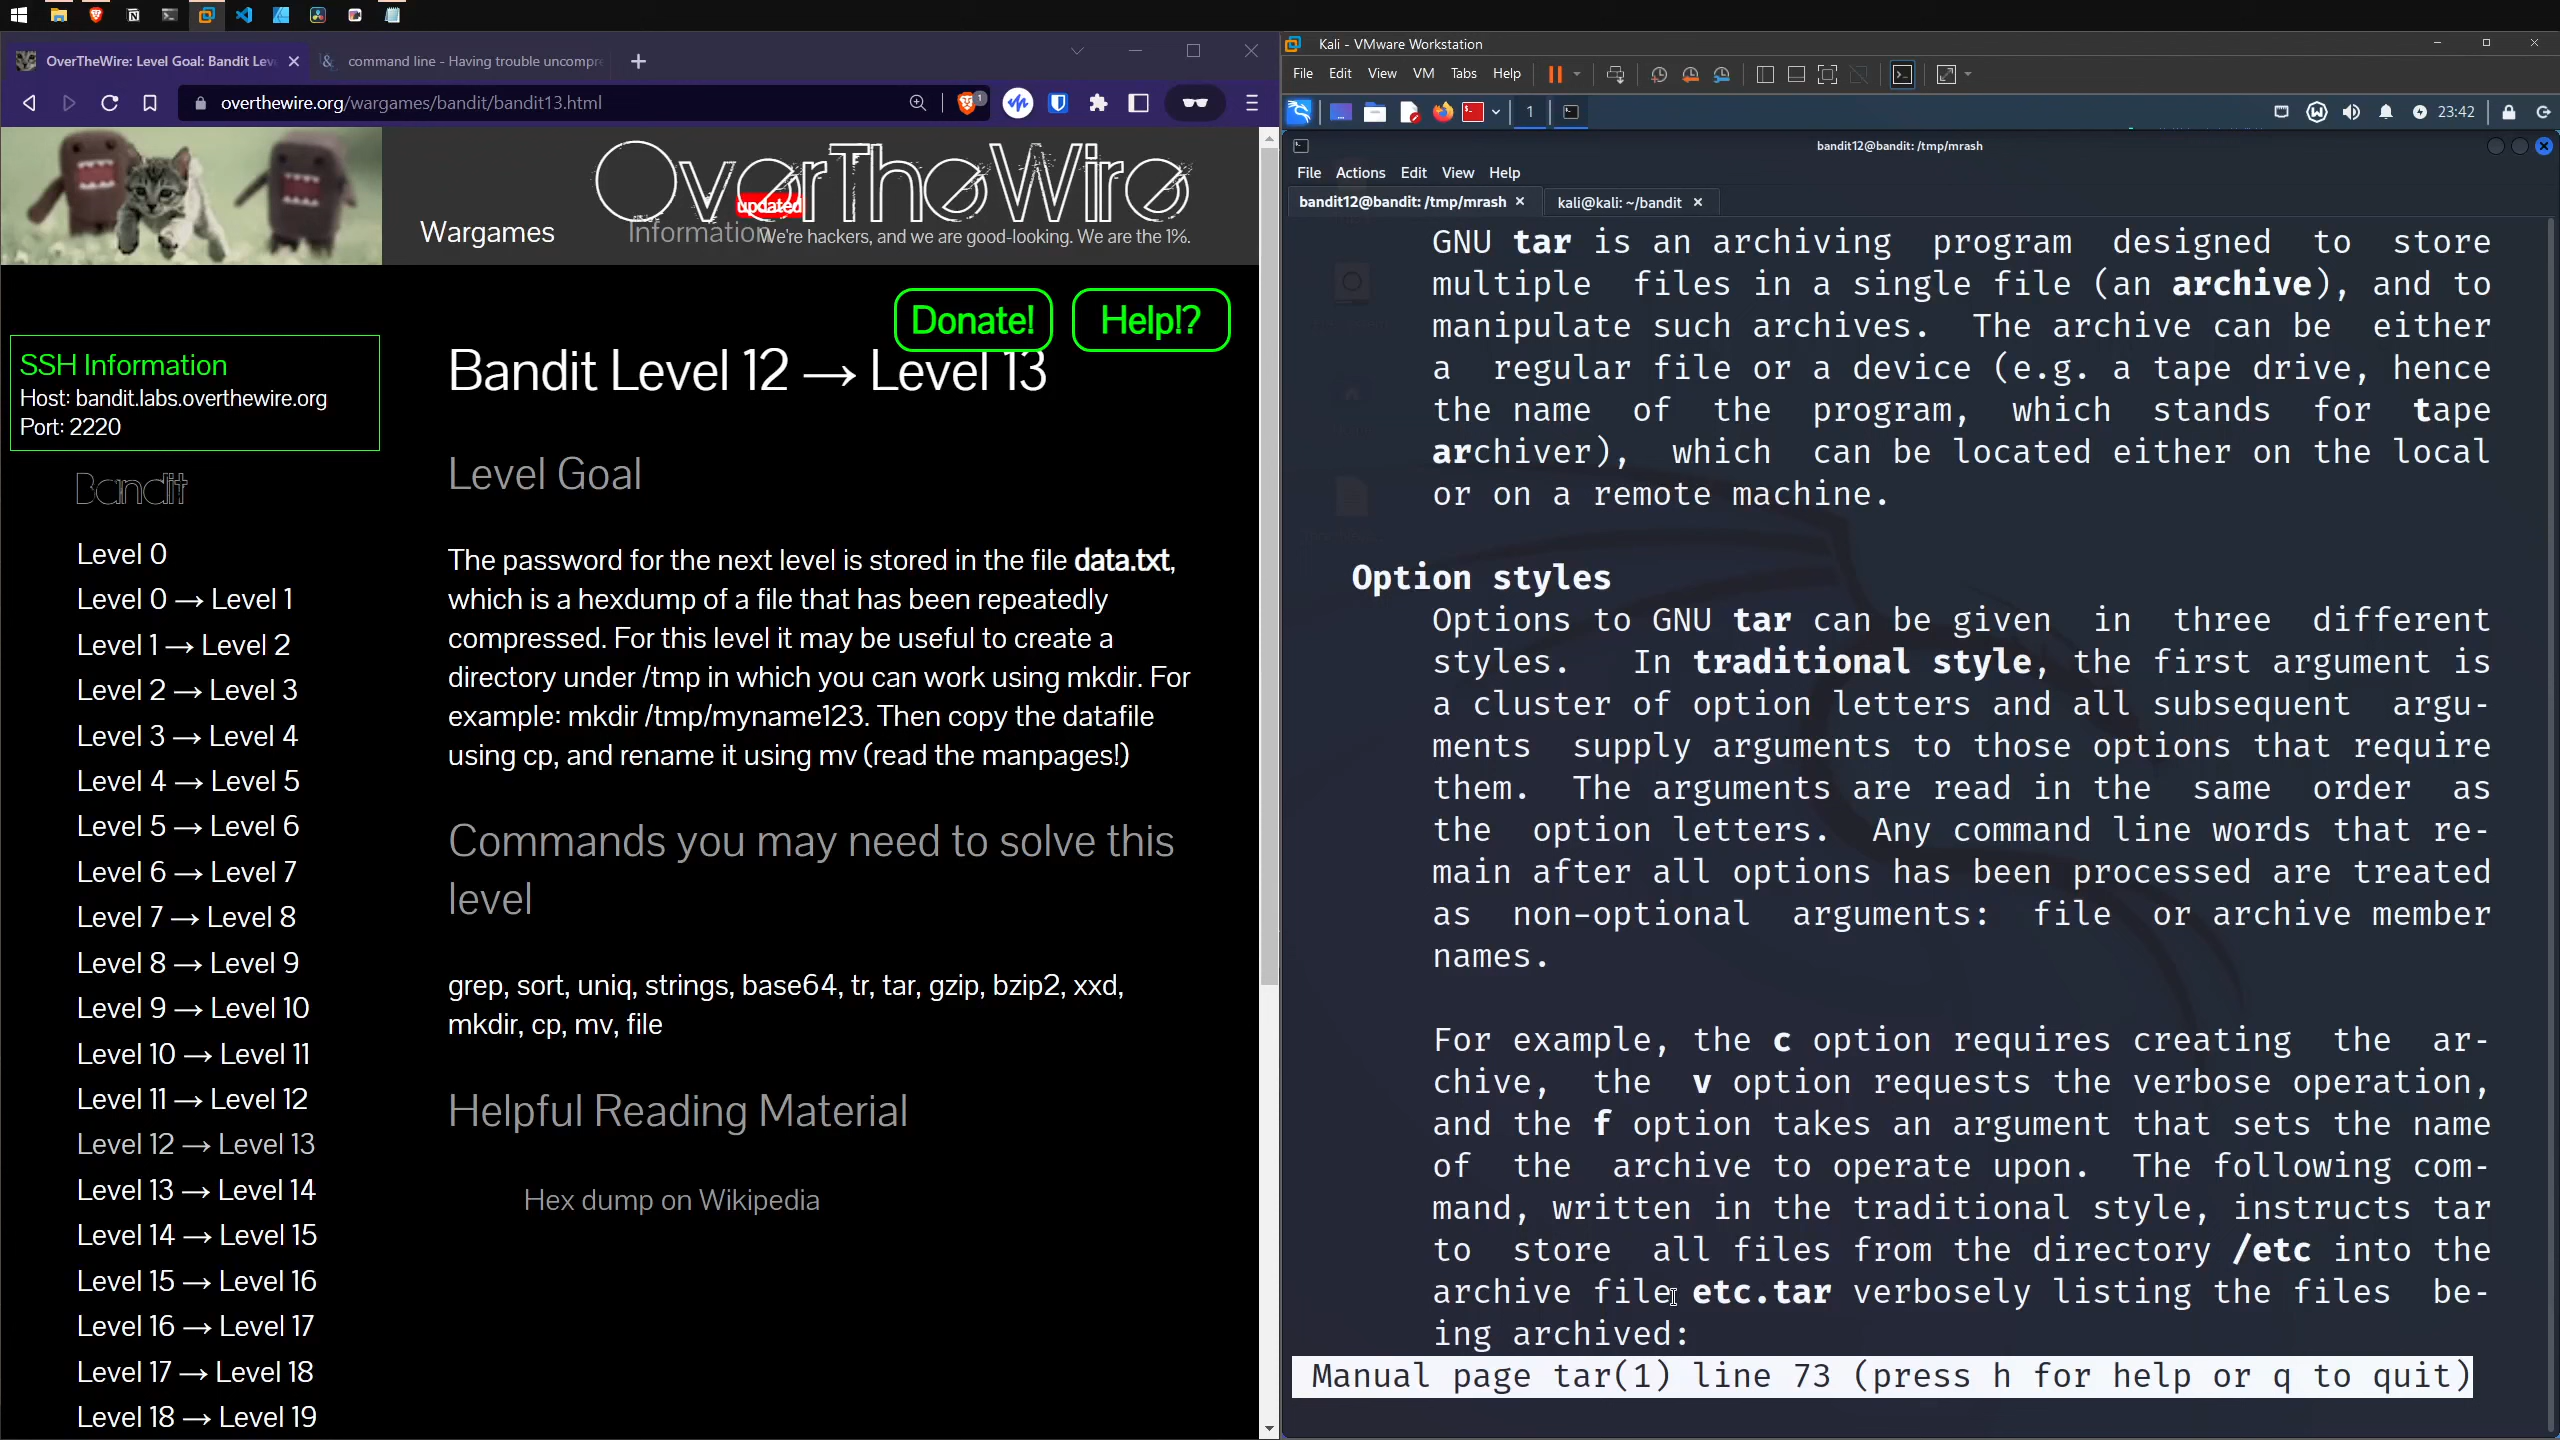 OverTheWire: Level Goal: Bandit Lev
command line - Having trouble uncompre
overthewire.org/wargames/bandit/bandit13.html
1
OverTheWire
updated
Wargames
Information
We're hackers, and we are good-looking. We are the 1%.
Donate!
Help!?
SSH Information
Host: bandit.labs.overthewire.org
Port: 2220
Bandit
Level 0
Level 0 → Level 1
Level 1 → Level 2
Level 2 → Level 3
Level 3 → Level 4
Level 4 → Level 5
Level 5 → Level 6
Level 6 → Level 7
Level 7 → Level 8
Level 8 → Level 9
Level 9 → Level 10
Level 10 → Level 11
Level 11 → Level 12
Level 12 → Level 13
Level 13 → Level 14
Level 14 → Level 15
Level 15 → Level 16
Level 16 → Level 17
Level 17 → Level 18
Level 18 → Level 19
Bandit Level 12 → Level 13
Level Goal
The password for the next level is stored in the file data.txt,
which is a hexdump of a file that has been repeatedly
compressed. For this level it may be useful to create a
directory under /tmp in which you can work using mkdir. For
example: mkdir /tmp/myname123. Then copy the datafile
using cp, and rename it using mv (read the manpages!)
Commands you may need to solve this
level
grep, sort, uniq, strings, base64, tr, tar, gzip, bzip2, xxd,
mkdir, cp, mv, file
Helpful Reading Material
Hex dump on Wikipedia
Kali - VMware Workstation
File Edit View VM Tabs Help
1
23:42
bandit12@bandit: /tmp/mrash
File Actions Edit View Help
bandit12@bandit: /tmp/mrash
kali@kali: ~/bandit
GNU tar is an archiving program designed to store
multiple files in a single file (an archive), and to
manipulate such archives. The archive can be either
a regular file or a device (e.g. a tape drive, hence
the name of the program, which stands for tape
archiver), which can be located either on the local
or on a remote machine.
Option styles
Options to GNU tar can be given in three different
styles. In traditional style, the first argument is
a cluster of option letters and all subsequent argu-
ments supply arguments to those options that require
them. The arguments are read in the same order as
the option letters. Any command line words that re-
main after all options has been processed are treated
as non-optional arguments: file or archive member
names.
For example, the c option requires creating the ar-
chive, the v option requests the verbose operation,
and the f option takes an argument that sets the name
of the archive to operate upon. The following com-
mand, written in the traditional style, instructs tar
to store all files from the directory /etc into the
archive file etc.tar verbosely listing the files be-
ing archived:
Manual page tar(1) line 73 (press h for help or q to quit)